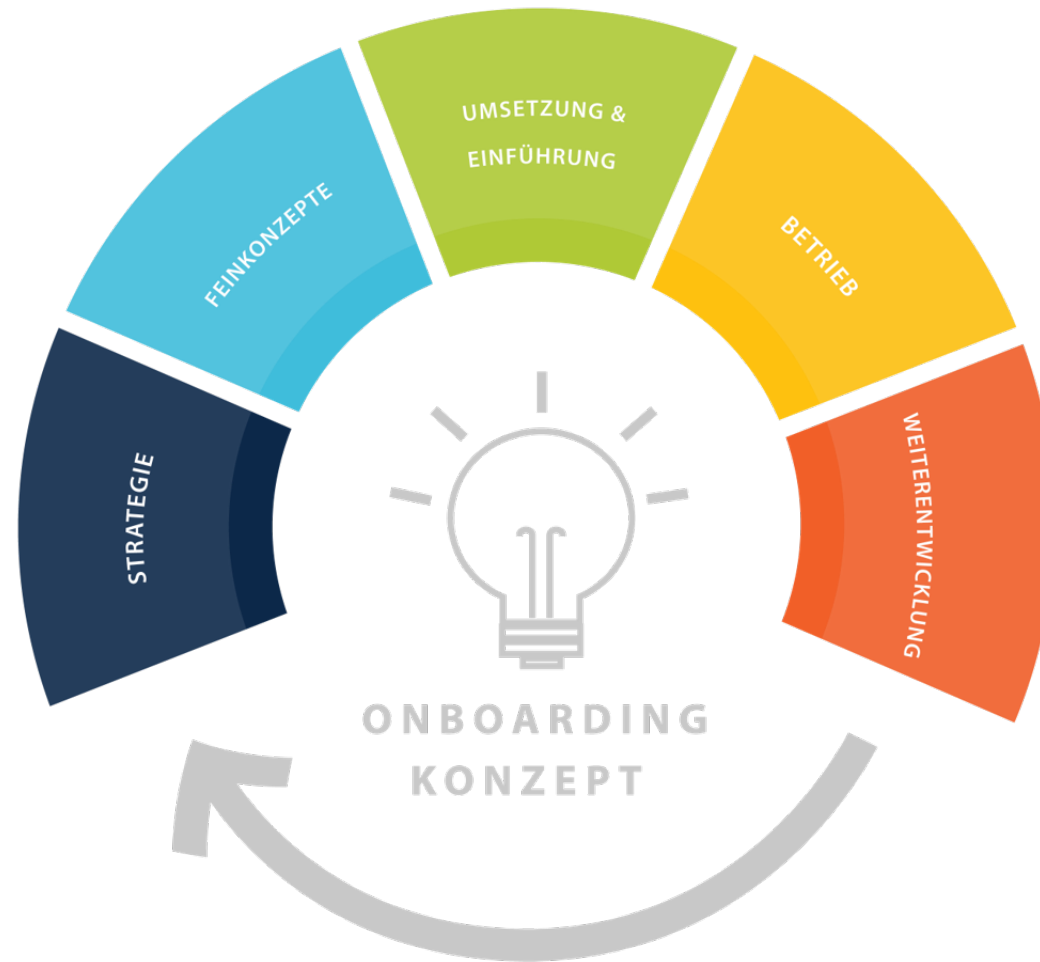 STRATEGIE
FEINKONZEPTE
UMSETZUNG &
EINFÜHRUNG
BETRIEB
WEITERENTWICKLUNG
ONBOARDING
KONZEPT